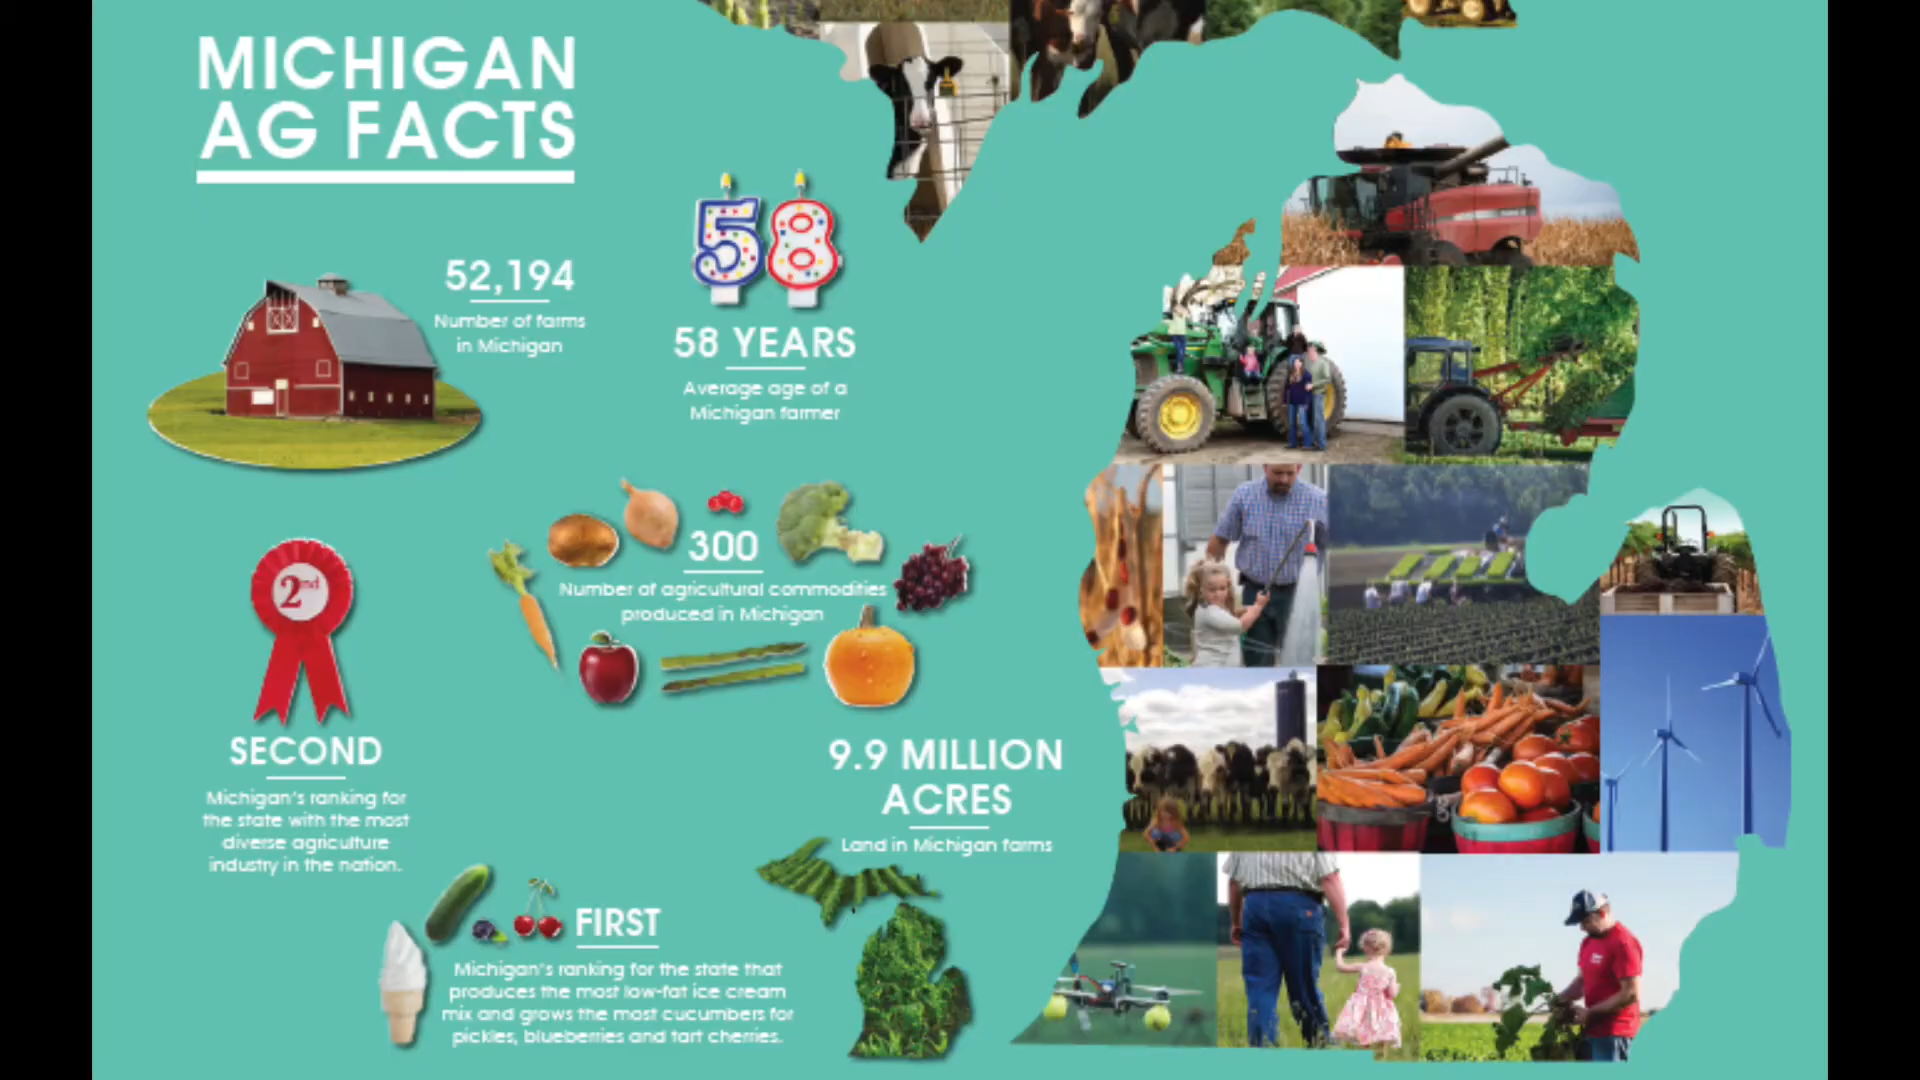 MICHIGAN
AG FACTS
52,194
Number of farms
in Michigan
58
58 YEARS
Average age of a
Michigan farmer
300
Number of agricultural commodities
produced in Michigan
2nd
SECOND
Michigan's ranking for
the state with the most
diverse agriculture
industry in the nation.
9.9 MILLION
ACRES
Land in Michigan farms
FIRST
Michigan's ranking for the state that
produces the most low-fat ice cream
mix and grows the most cucumbers for
pickles, blueberries and tart cherries.